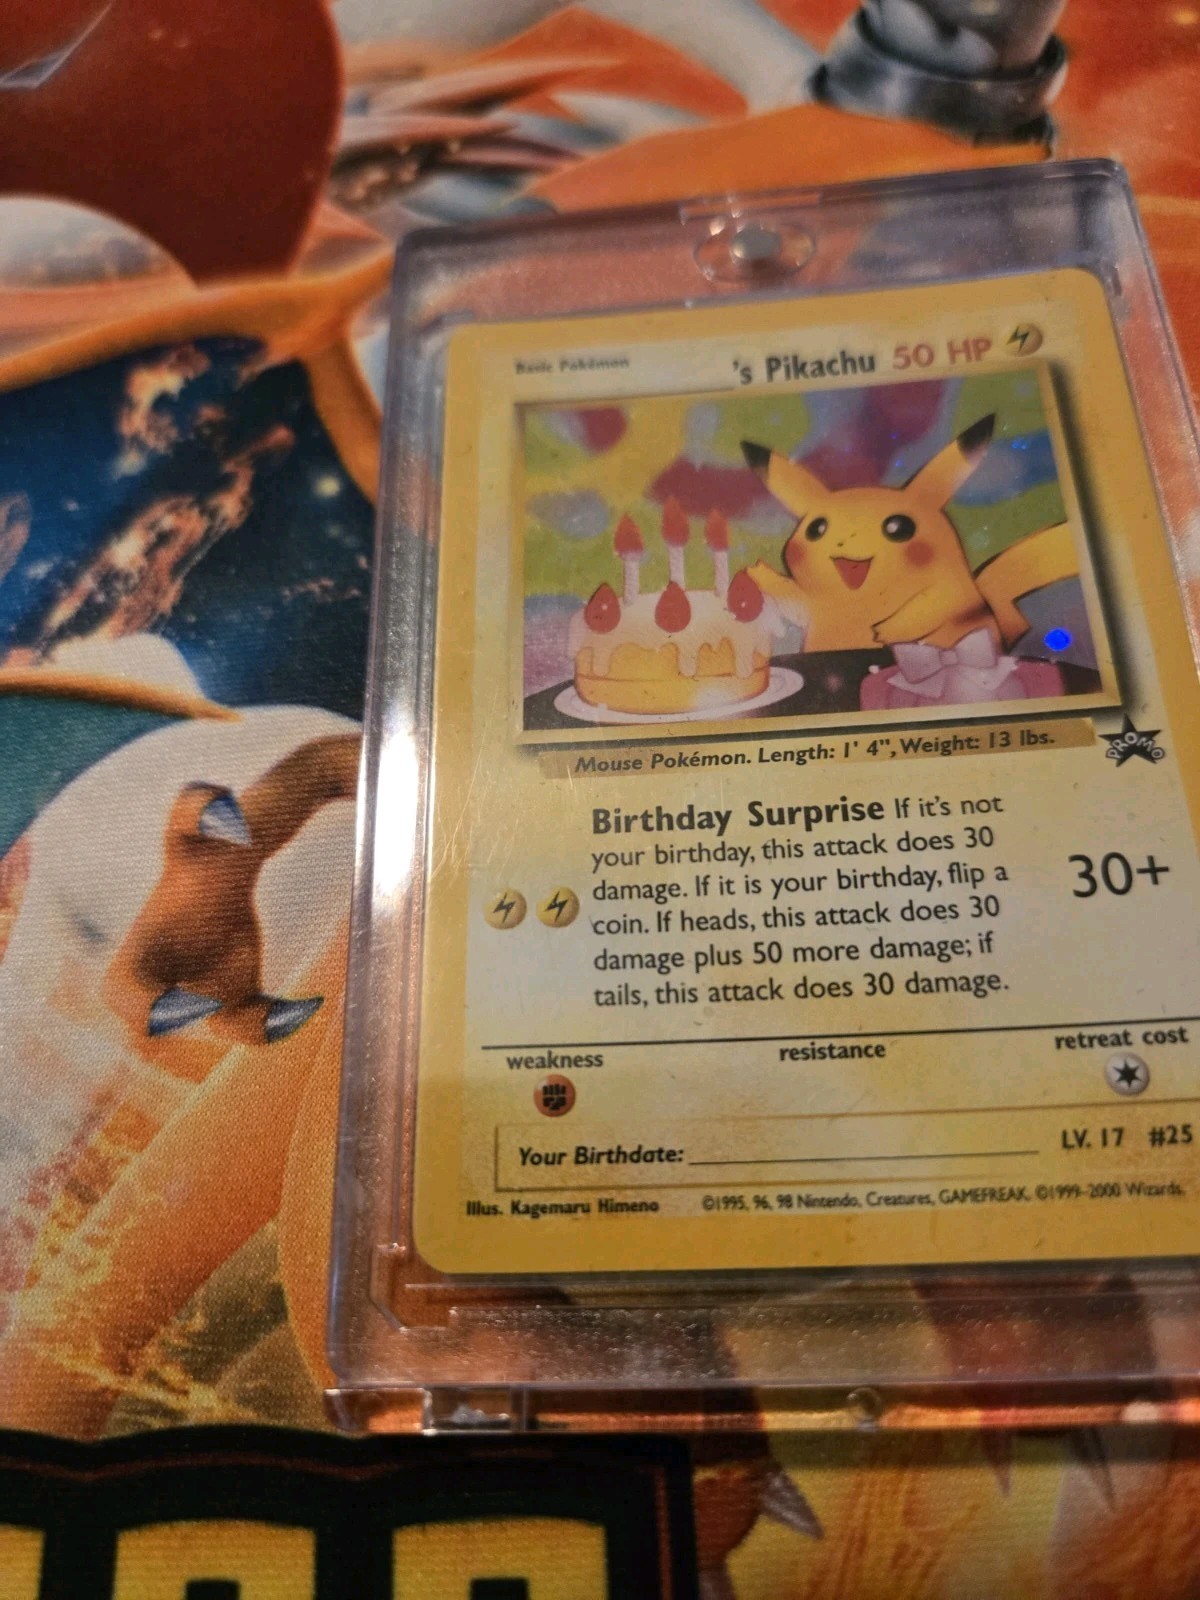 Basic Pokémon
's Pikachu 50 HP
Mouse Pokémon. Length: 1' 4", Weight: 13 lbs.
PROMO
Birthday Surprise If it's not
your birthday, this attack does 30
damage. If it is your birthday, flip a
coin. If heads, this attack does 30
damage plus 50 more damage; if
tails, this attack does 30 damage.
30+
weakness
resistance
retreat cost
Your Birthdate:
LV. 17 #25
Illus. Kagemaru Himeno
©1995, 96, 98 Nintendo, Creatures, GAMEFREAK. ©1999-2000 Wizards.